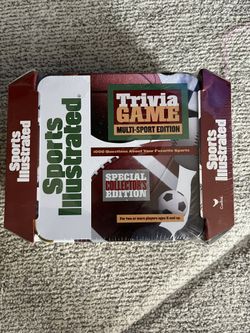 Sports
Illustrated
Sports
Illustrated
Trivia
GAME
MULTI-SPORT EDITION
1000 Questions About Your Favorite Sports
SPECIAL
COLLECTOR'S
EDITION
For two or more players ages 8 and up.
Sports
Illustrated
Cardinal